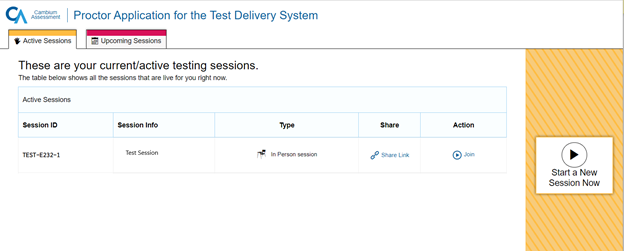 Cambium
Assessment
Proctor Application for the Test Delivery System
Active Sessions
Upcoming Sessions
These are your current/active testing sessions.
The table below shows all the sessions that are live for you right now.
Active Sessions
Session ID Session Info Type Share Action
TEST-E232-1 Test Session In Person session Share Link Join
Start a New
Session Now